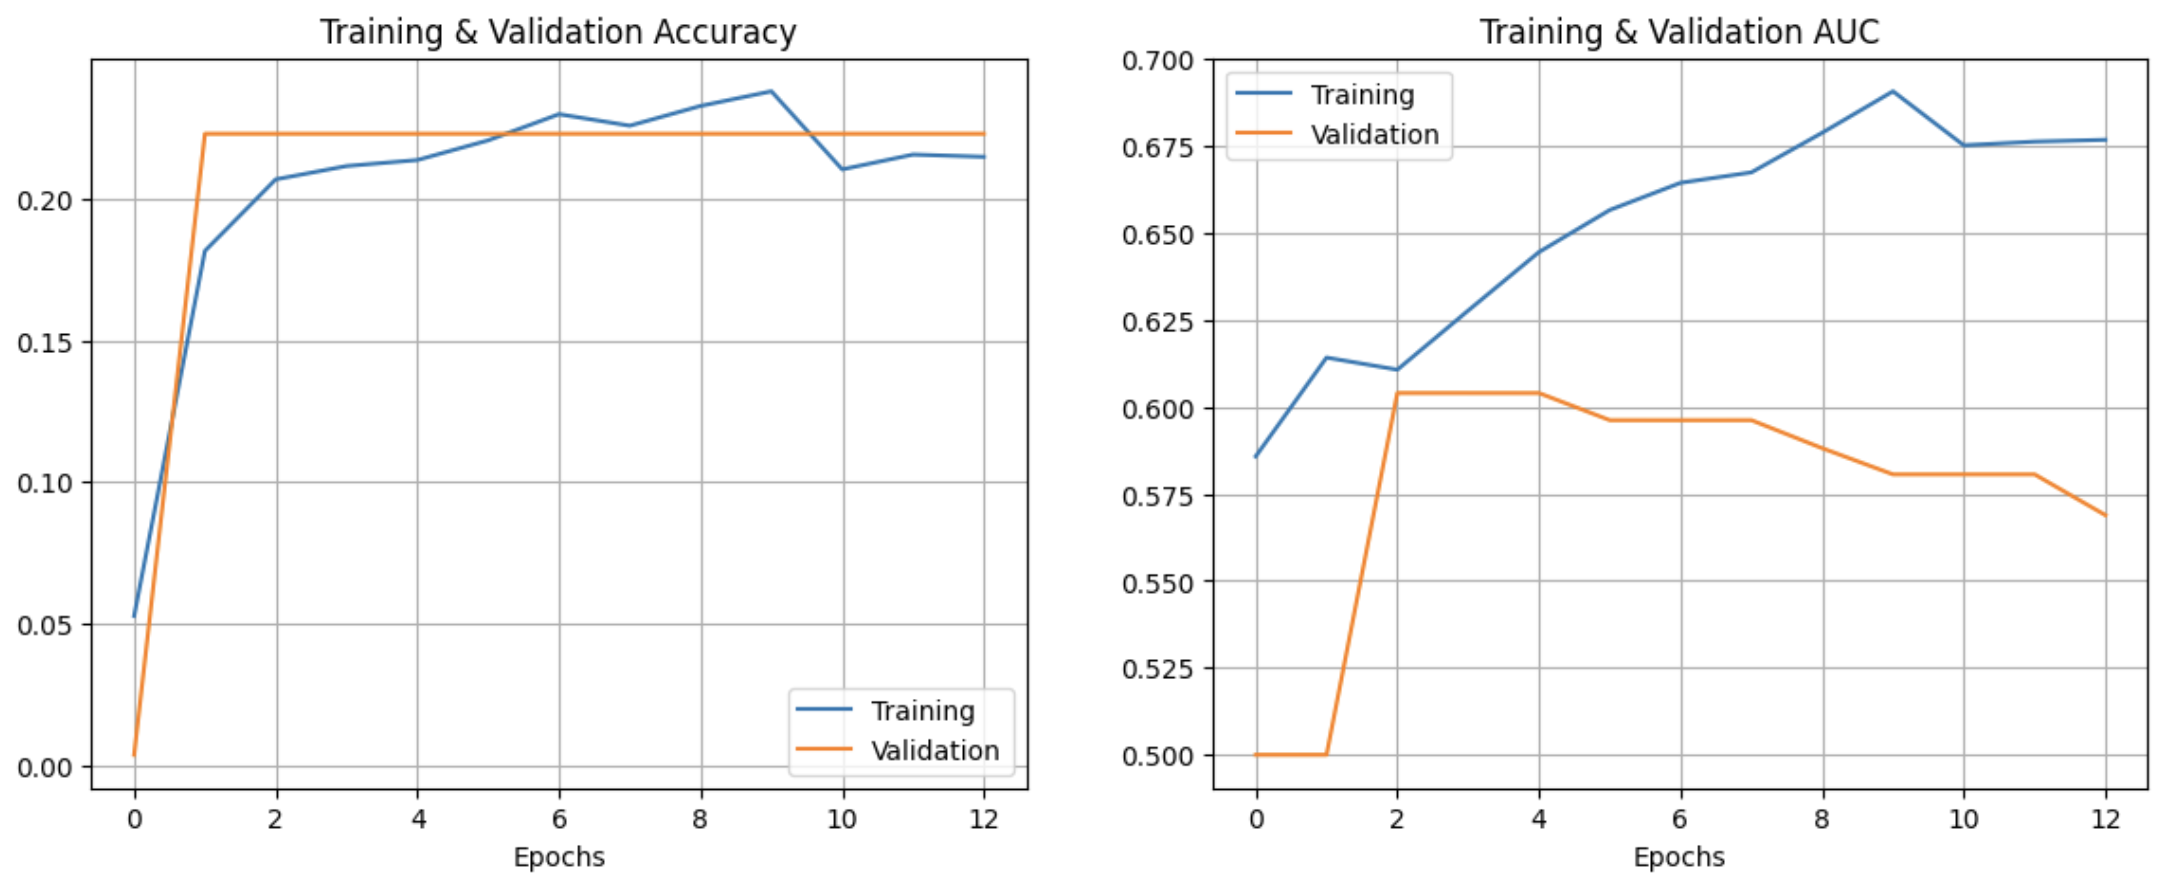 Training & Validation Accuracy
0.20
0.15
0.10
0.05
0.00
Training
Validation
0 2 4 6 8 10 12
Epochs
Training & Validation AUC
0.700
0.675
0.650
0.625
0.600
0.575
0.550
0.525
0.500
Training
Validation
0 2 4 6 8 10 12
Epochs